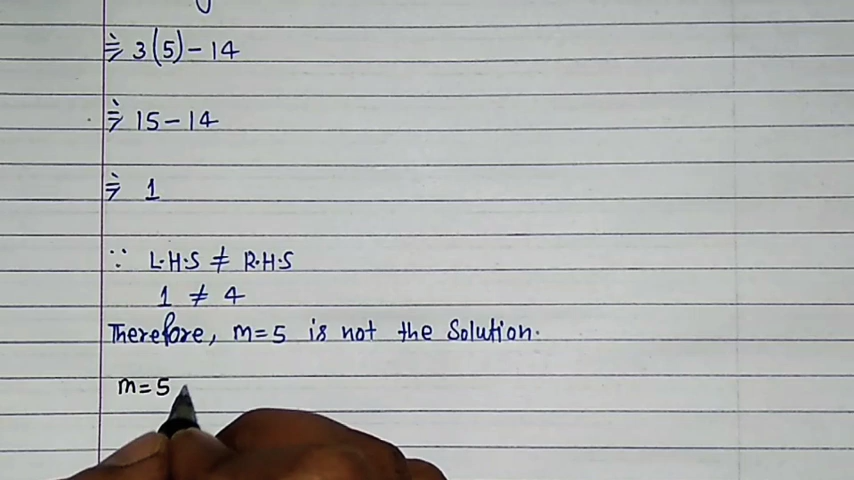 ⇒ 3(5) - 14
⇒ 15 - 14
⇒ 1
∵ L.H.S ≠ R.H.S
1 ≠ 4
Therefore, m=5 is not the Solution.
m=5